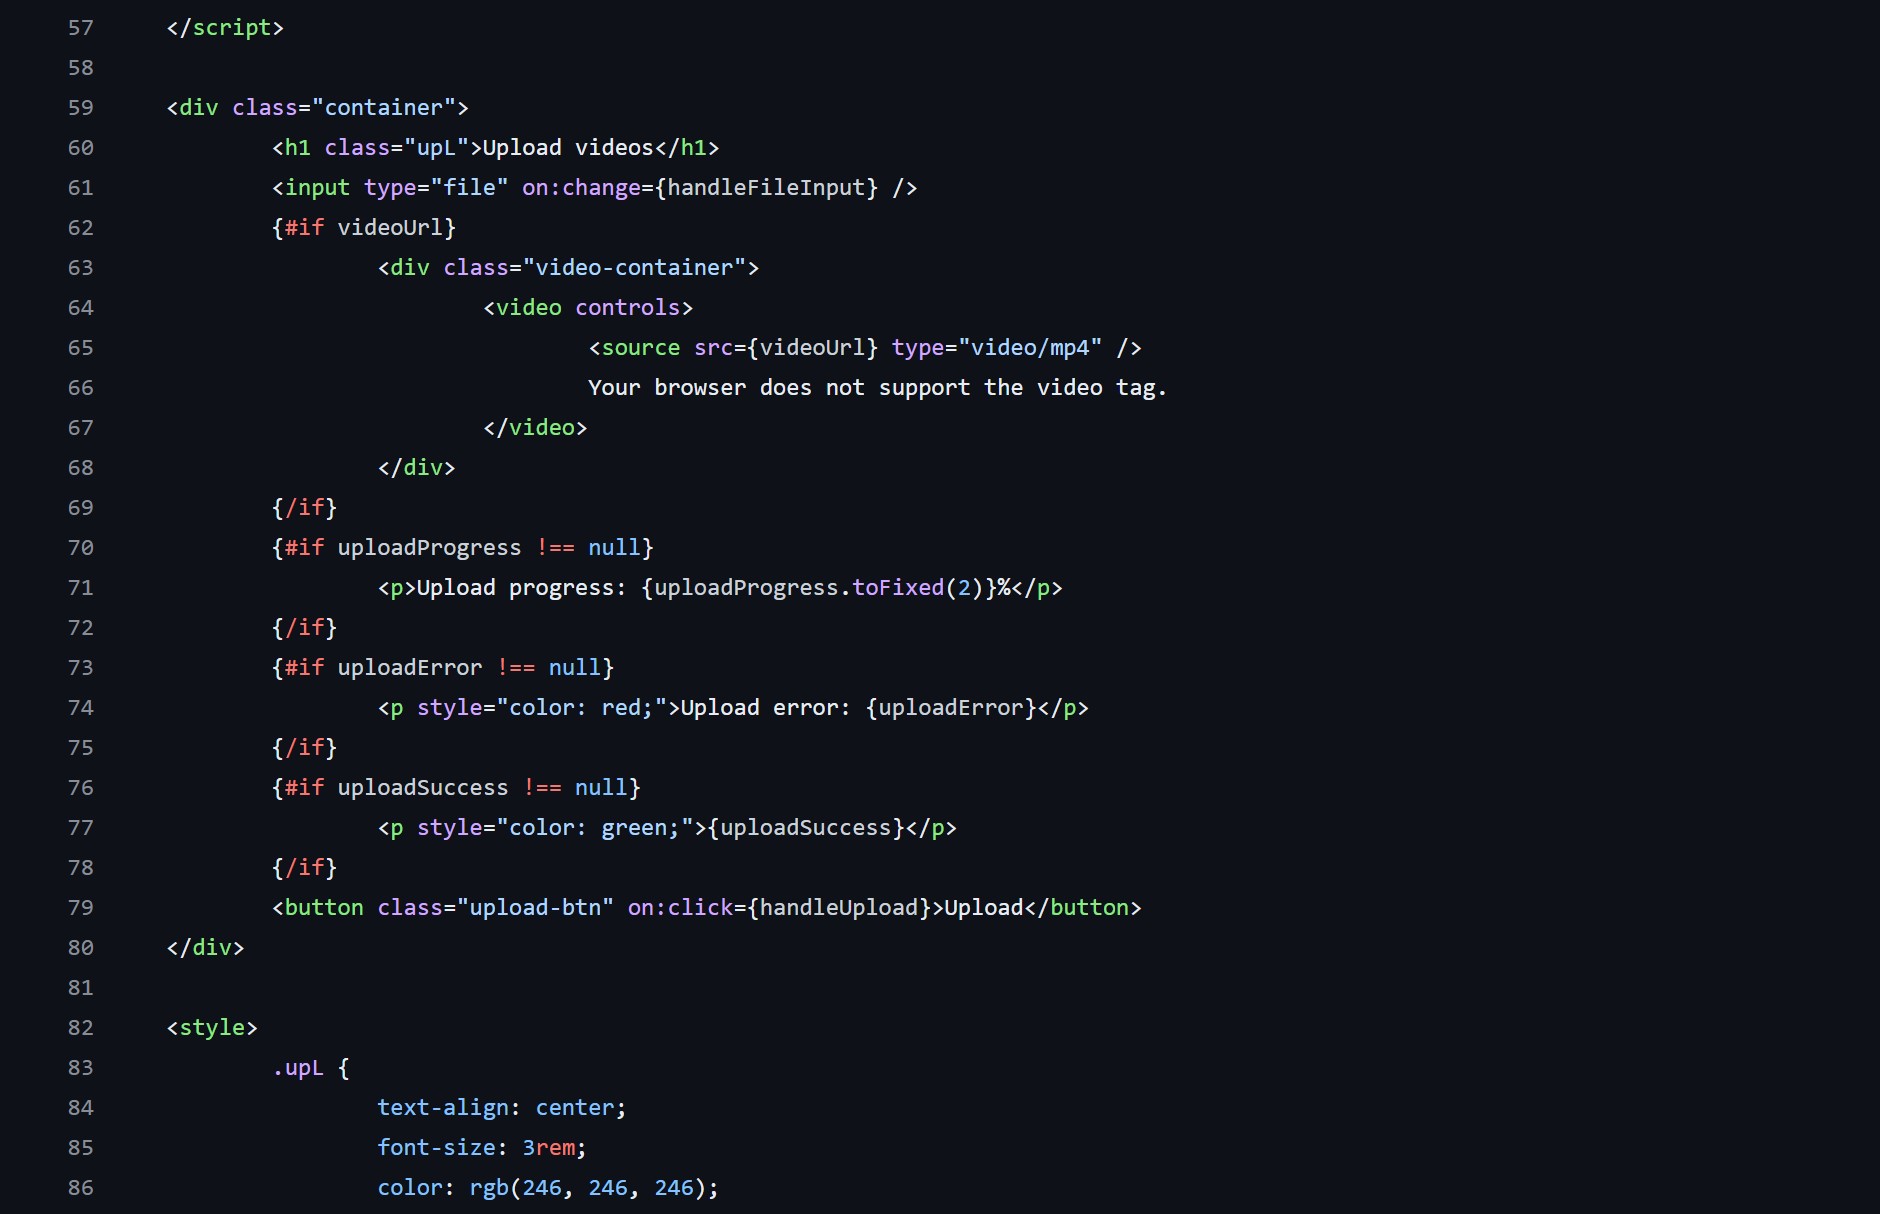 57 </script>
58
59 <div class="container">
60 <h1 class="upL">Upload videos</h1>
61 <input type="file" on:change={handleFileInput} />
62 {#if videoUrl}
63 <div class="video-container">
64 <video controls>
65 <source src={videoUrl} type="video/mp4" />
66 Your browser does not support the video tag.
67 </video>
68 </div>
69 {/if}
70 {#if uploadProgress !== null}
71 <p>Upload progress: {uploadProgress.toFixed(2)}%</p>
72 {/if}
73 {#if uploadError !== null}
74 <p style="color: red;">Upload error: {uploadError}</p>
75 {/if}
76 {#if uploadSuccess !== null}
77 <p style="color: green;">{uploadSuccess}</p>
78 {/if}
79 <button class="upload-btn" on:click={handleUpload}>Upload</button>
80 </div>
81
82 <style>
83 .upL {
84 text-align: center;
85 font-size: 3rem;
86 color: rgb(246, 246, 246);